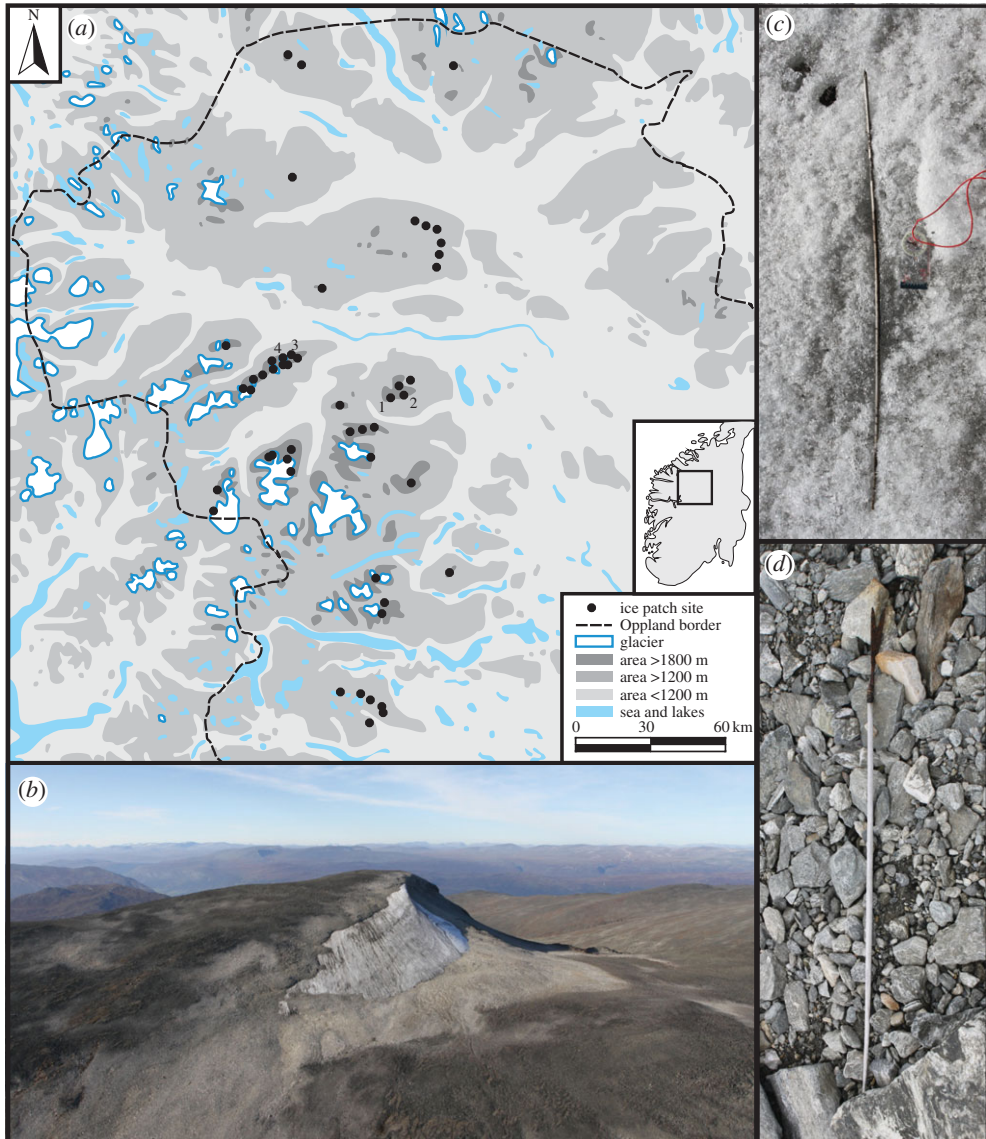 N
(a)
4
3
1
2
ice patch site
Oppland border
glacier
area >1800 m
area >1200 m
area <1200 m
sea and lakes
0 30 60 km
(b)
(c)
(d)